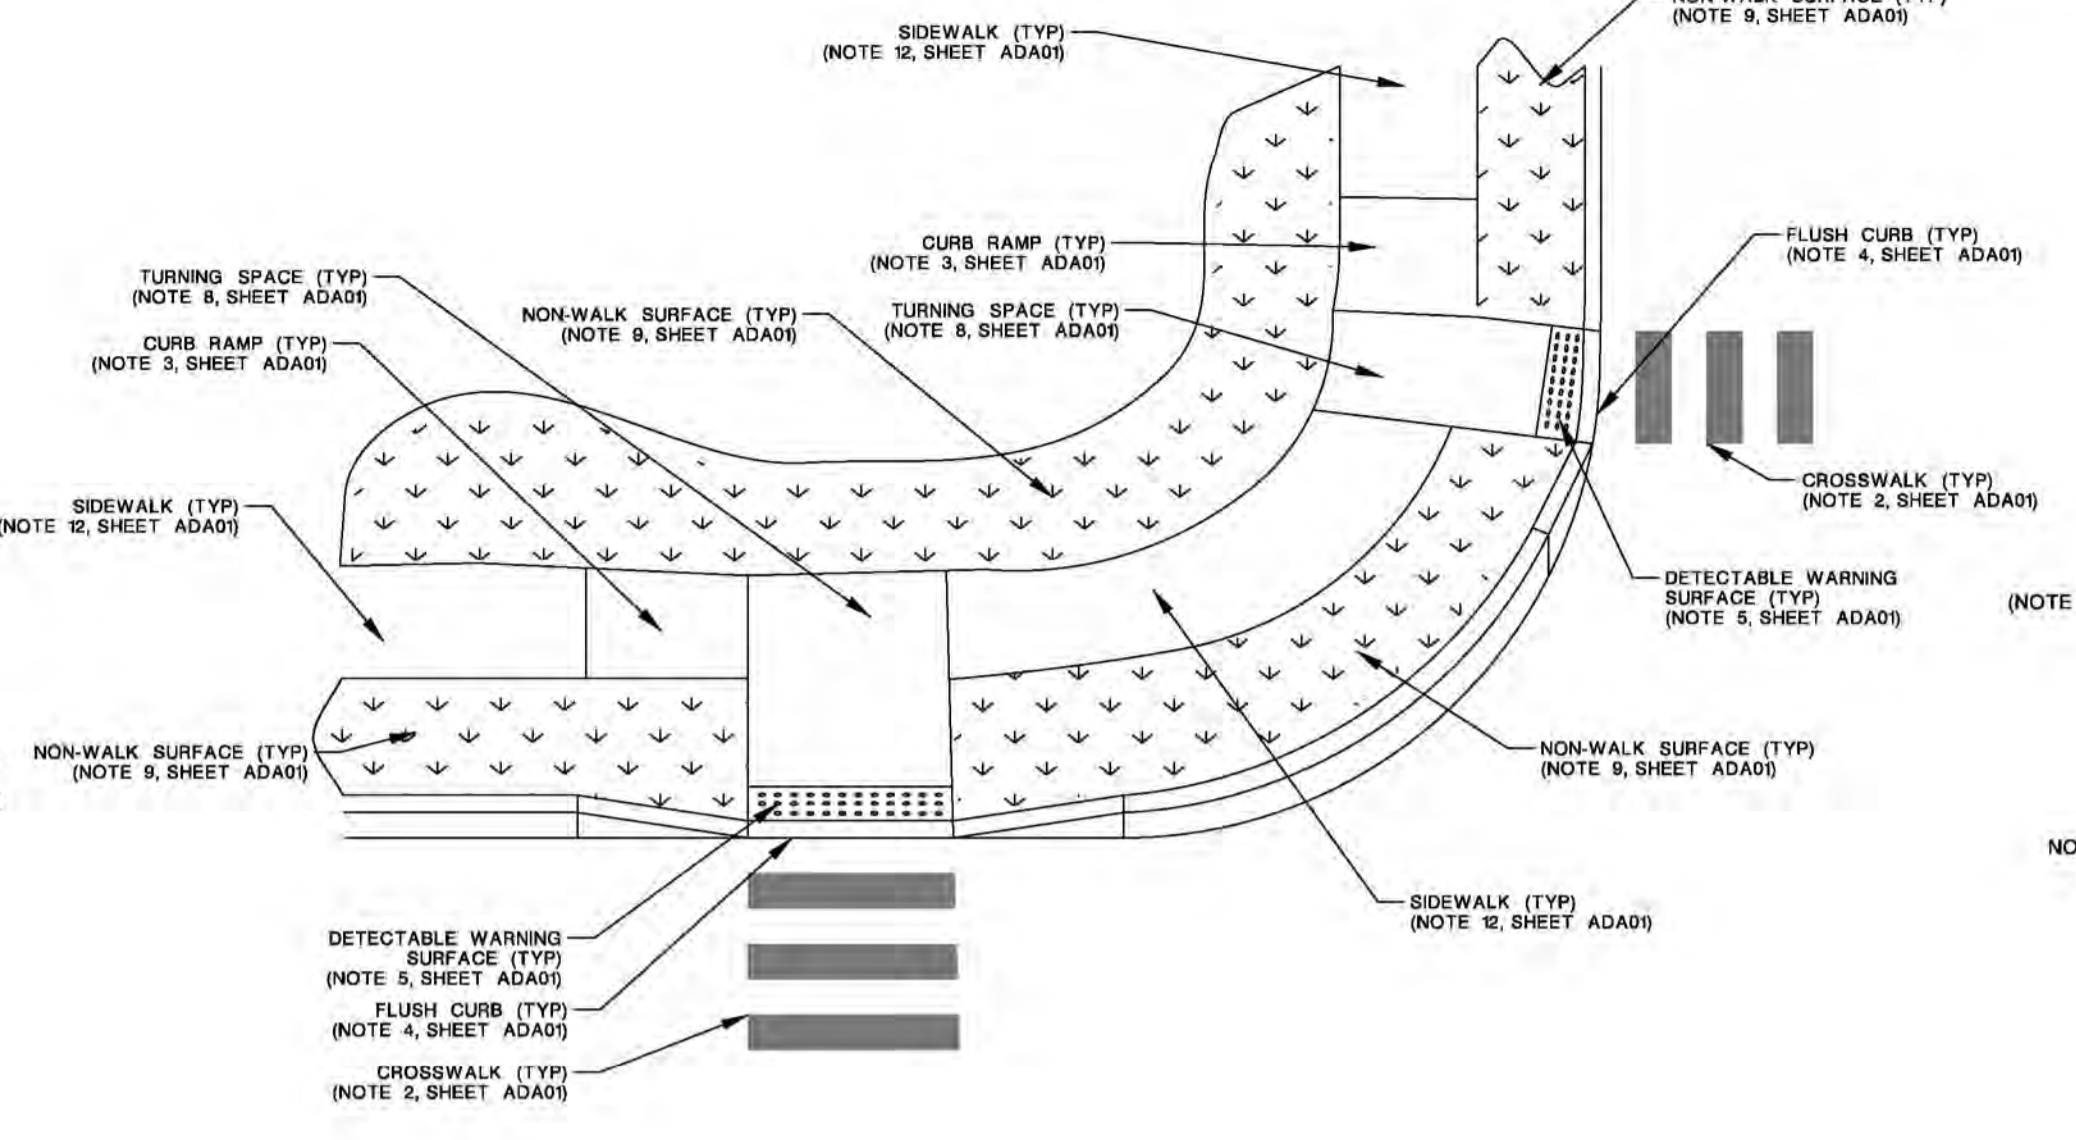 (NOTE 9, SHEET ADA01)
SIDEWALK (TYP)
(NOTE 12, SHEET ADA01)
CURB RAMP (TYP)
(NOTE 3, SHEET ADA01)
FLUSH CURB (TYP)
(NOTE 4, SHEET ADA01)
TURNING SPACE (TYP)
(NOTE 8, SHEET ADA01)
NON-WALK SURFACE (TYP)
(NOTE 9, SHEET ADA01)
TURNING SPACE (TYP)
(NOTE 8, SHEET ADA01)
CURB RAMP (TYP)
(NOTE 3, SHEET ADA01)
CROSSWALK (TYP)
(NOTE 2, SHEET ADA01)
SIDEWALK (TYP)
(NOTE 12, SHEET ADA01)
DETECTABLE WARNING
SURFACE (TYP)
(NOTE 5, SHEET ADA01)
(NOTE
NON-WALK SURFACE (TYP)
(NOTE 9, SHEET ADA01)
NON-WALK SURFACE (TYP)
(NOTE 9, SHEET ADA01)
NO
SIDEWALK (TYP)
(NOTE 12, SHEET ADA01)
DETECTABLE WARNING
SURFACE (TYP)
(NOTE 5, SHEET ADA01)
FLUSH CURB (TYP)
(NOTE 4, SHEET ADA01)
CROSSWALK (TYP)
(NOTE 2, SHEET ADA01)